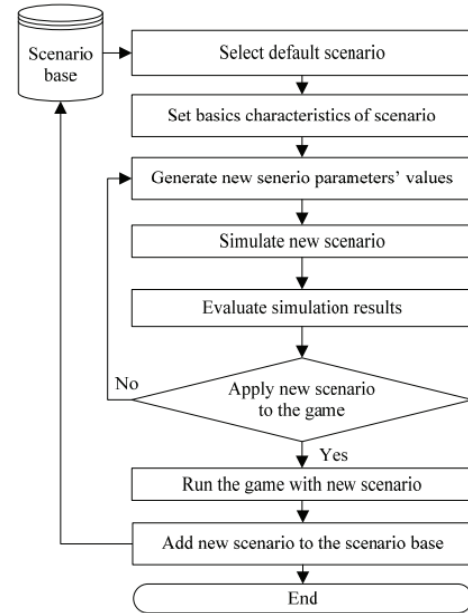 Scenario
base
Select default scenario
Set basics characteristics of scenario
Generate new senerio parameters' values
Simulate new scenario
Evaluate simulation results
No
Apply new scenario
to the game
Yes
Run the game with new scenario
Add new scenario to the scenario base
End